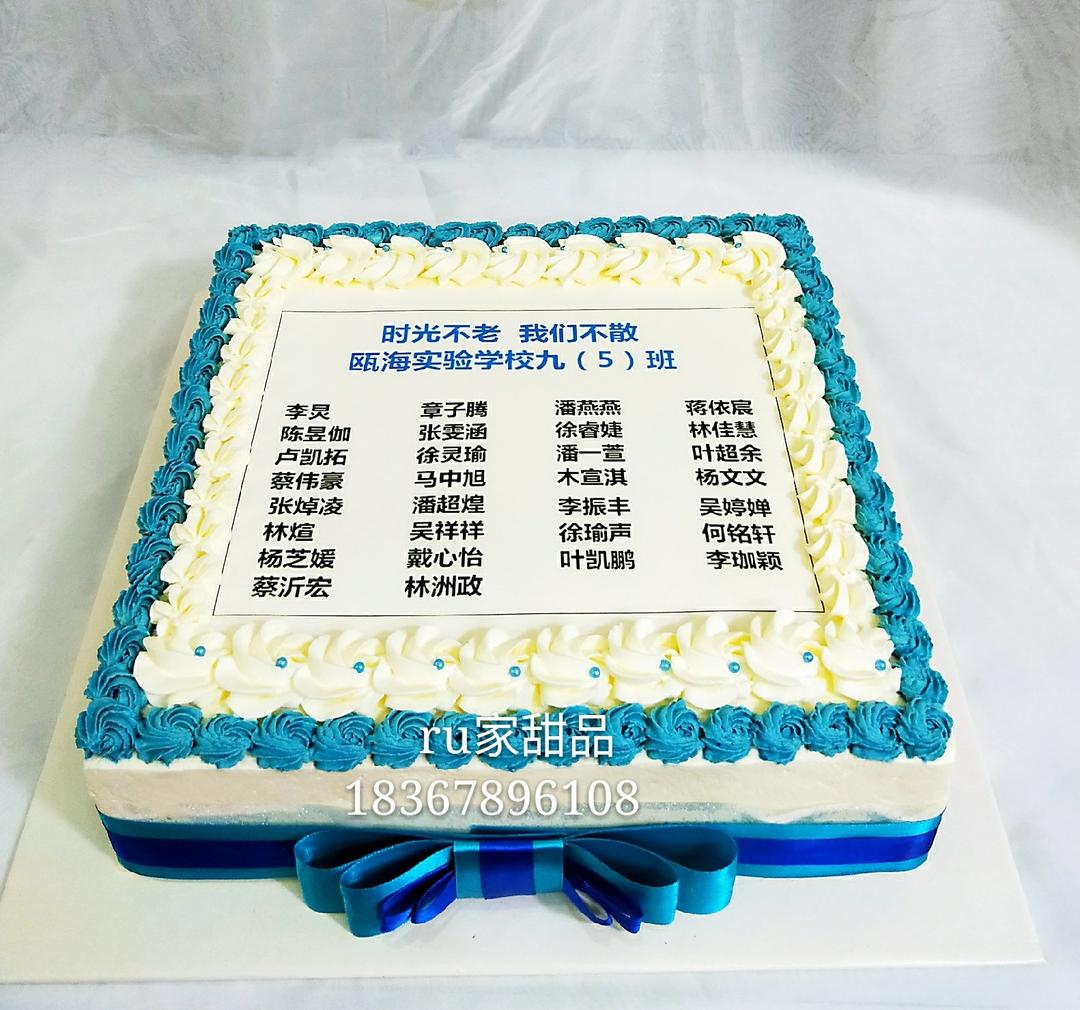 时光不老 我们不散
瓯海实验学校九（5）班
李炅 章子腾 潘燕燕 蒋依宸
陈昱伽 张雯涵 徐睿婕 林佳慧
卢凯拓 徐灵瑜 潘一萱 叶超余
蔡伟豪 马中旭 木宣淇 杨文文
张焯凌 潘超煌 李振丰 吴婷婵
林煊 吴祥祥 徐瑜声 何铭轩
杨芝媛 戴心怡 叶凯鹏 李珈颖
蔡沂宏 林洲政
ru家甜品
18367896108